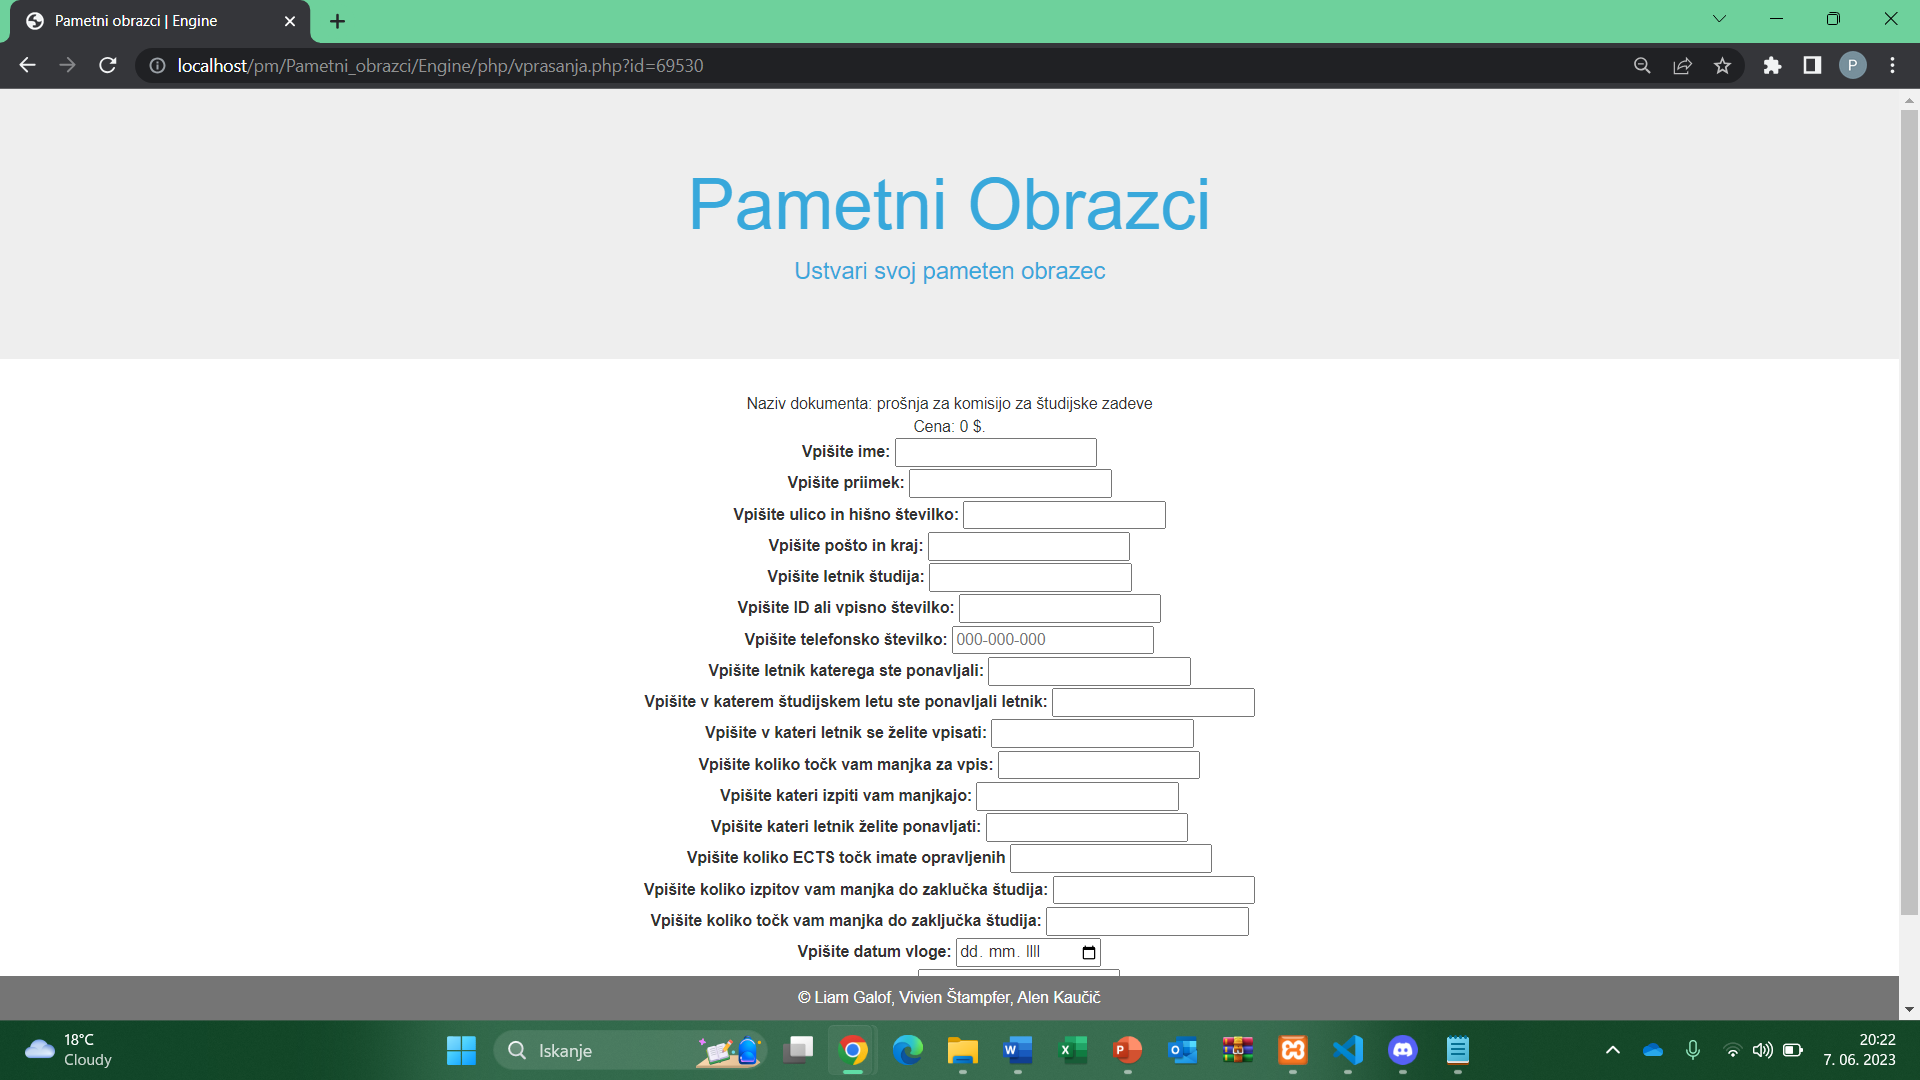 Pametni obrazci | Engine
localhost/pm/Pametni_obrazci/Engine/php/vprasanja.php?id=69530
P
Pametni Obrazci
Ustvari svoj pameten obrazec
Naziv dokumenta: prošnja za komisijo za študijske zadeve
Cena: 0 $.
Vpišite ime:
Vpišite priimek:
Vpišite ulico in hišno številko:
Vpišite pošto in kraj:
Vpišite letnik študija:
Vpišite ID ali vpisno številko:
Vpišite telefonsko številko: 000-000-000
Vpišite letnik katerega ste ponavljali:
Vpišite v katerem študijskem letu ste ponavljali letnik:
Vpišite v kateri letnik se želite vpisati:
Vpišite koliko točk vam manjka za vpis:
Vpišite kateri izpiti vam manjkajo:
Vpišite kateri letnik želite ponavljati:
Vpišite koliko ECTS točk imate opravljenih
Vpišite koliko izpitov vam manjka do zaklučka študija:
Vpišite koliko točk vam manjka do zaključka študija:
Vpišite datum vloge: dd. mm. llll
© Liam Galof, Vivien Štampfer, Alen Kaučič
18°C
Cloudy
Iskanje
20:22
7. 06. 2023